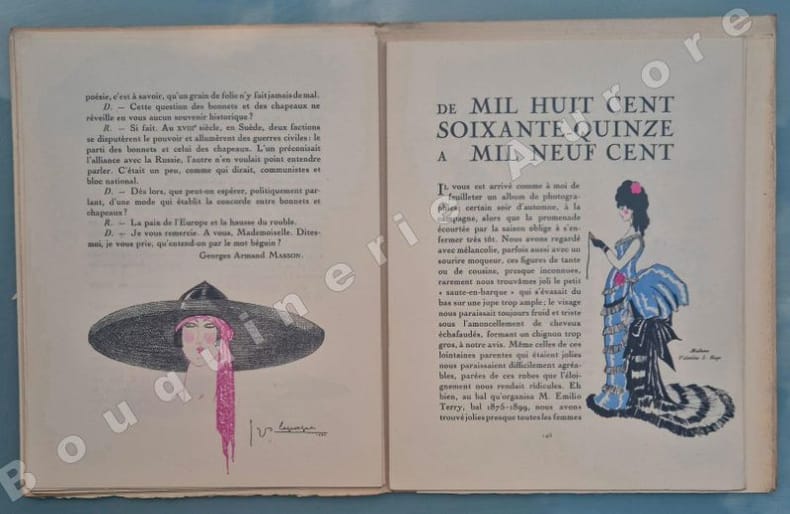 poésie, c'est à savoir, qu'un grain de folie n'y fait jamais de mal.
D. — Cette question des bonnets et des chapeaux ne
réveille en vous aucun souvenir historique ?
R. — Si fait. Au XVIIIe siècle, en Suède, deux factions
se disputèrent le pouvoir et allumèrent des guerres civiles : le
parti des bonnets et celui des chapeaux. L'un préconisait
l'alliance avec la Russie, l'autre n'en voulait point entendre
parler. C'était un peu, comme qui dirait, communistes et
bloc national.
D. — Dès lors, que peut-on espérer, politiquement par-
lant, d'une mode qui établit la concorde entre bonnets et
chapeaux ?
R. — La paix de l'Europe et la hausse du rouble.
D. — Je vous remercie. A vous, Mademoiselle. Dites-
moi, je vous prie, qu'entend-on par le mot béguin ?
Georges Armand MASSON.
DE MIL HUIT CENT
SOIXANTE QUINZE
A MIL NEUF CENT
IL vous est arrivé comme à moi de
feuilleter un album de photogra-
phies ; certain soir d'automne, à la
campagne, alors que la promenade
écourtée par la saison oblige à s'en-
fermer très tôt. Nous avons regardé
avec mélancolie, parfois aussi avec un
sourire moqueur, ces figures de tante
ou de cousine, presque inconnues,
rarement nous trouvâmes joli le petit
« saute-en-barque » qui s'évasait du
bas sur une jupe trop ample ; le visage
nous paraissait toujours froid et triste
sous l'amoncellement de cheveux
échafaudés, formant un chignon trop
gros, à notre avis. Même celles de ces
lointaines parentes qui étaient jolies
nous paraissaient difficilement agréa-
bles, parées de ces robes que l'éloi-
gnement nous rendait ridicules. Eh
bien, au bal qu'organisa M. Emilio
Terry, bal 1876-1899, nous avons
trouvé jolies presque toutes les femmes
Madame
145
Bouquinerie Aurore